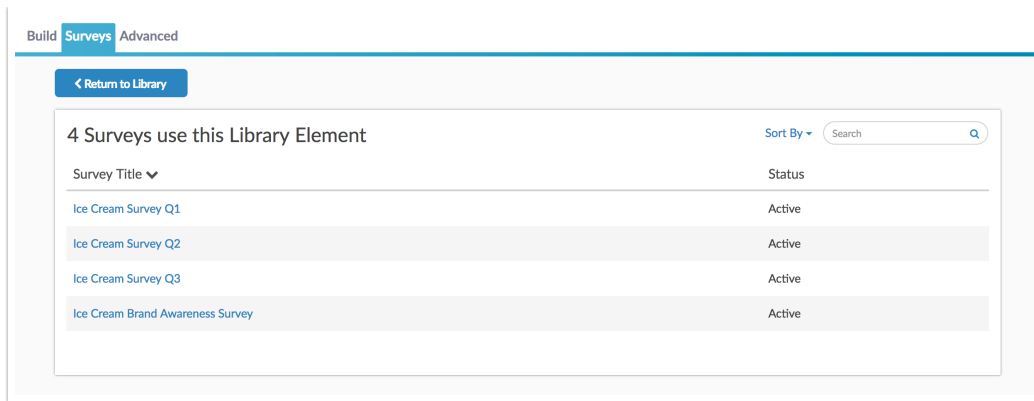 Build Surveys Advanced
Return to Library
4 Surveys use this Library Element
Sort By
Search
Survey Title
Status
Ice Cream Survey Q1
Active
Ice Cream Survey Q2
Active
Ice Cream Survey Q3
Active
Ice Cream Brand Awareness Survey
Active